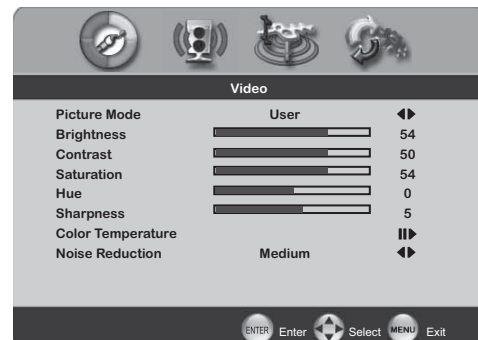 Video
Picture Mode User
Brightness 54
Contrast 50
Saturation 54
Hue 0
Sharpness 5
Color Temperature
Noise Reduction Medium
ENTER Enter Select MENU Exit